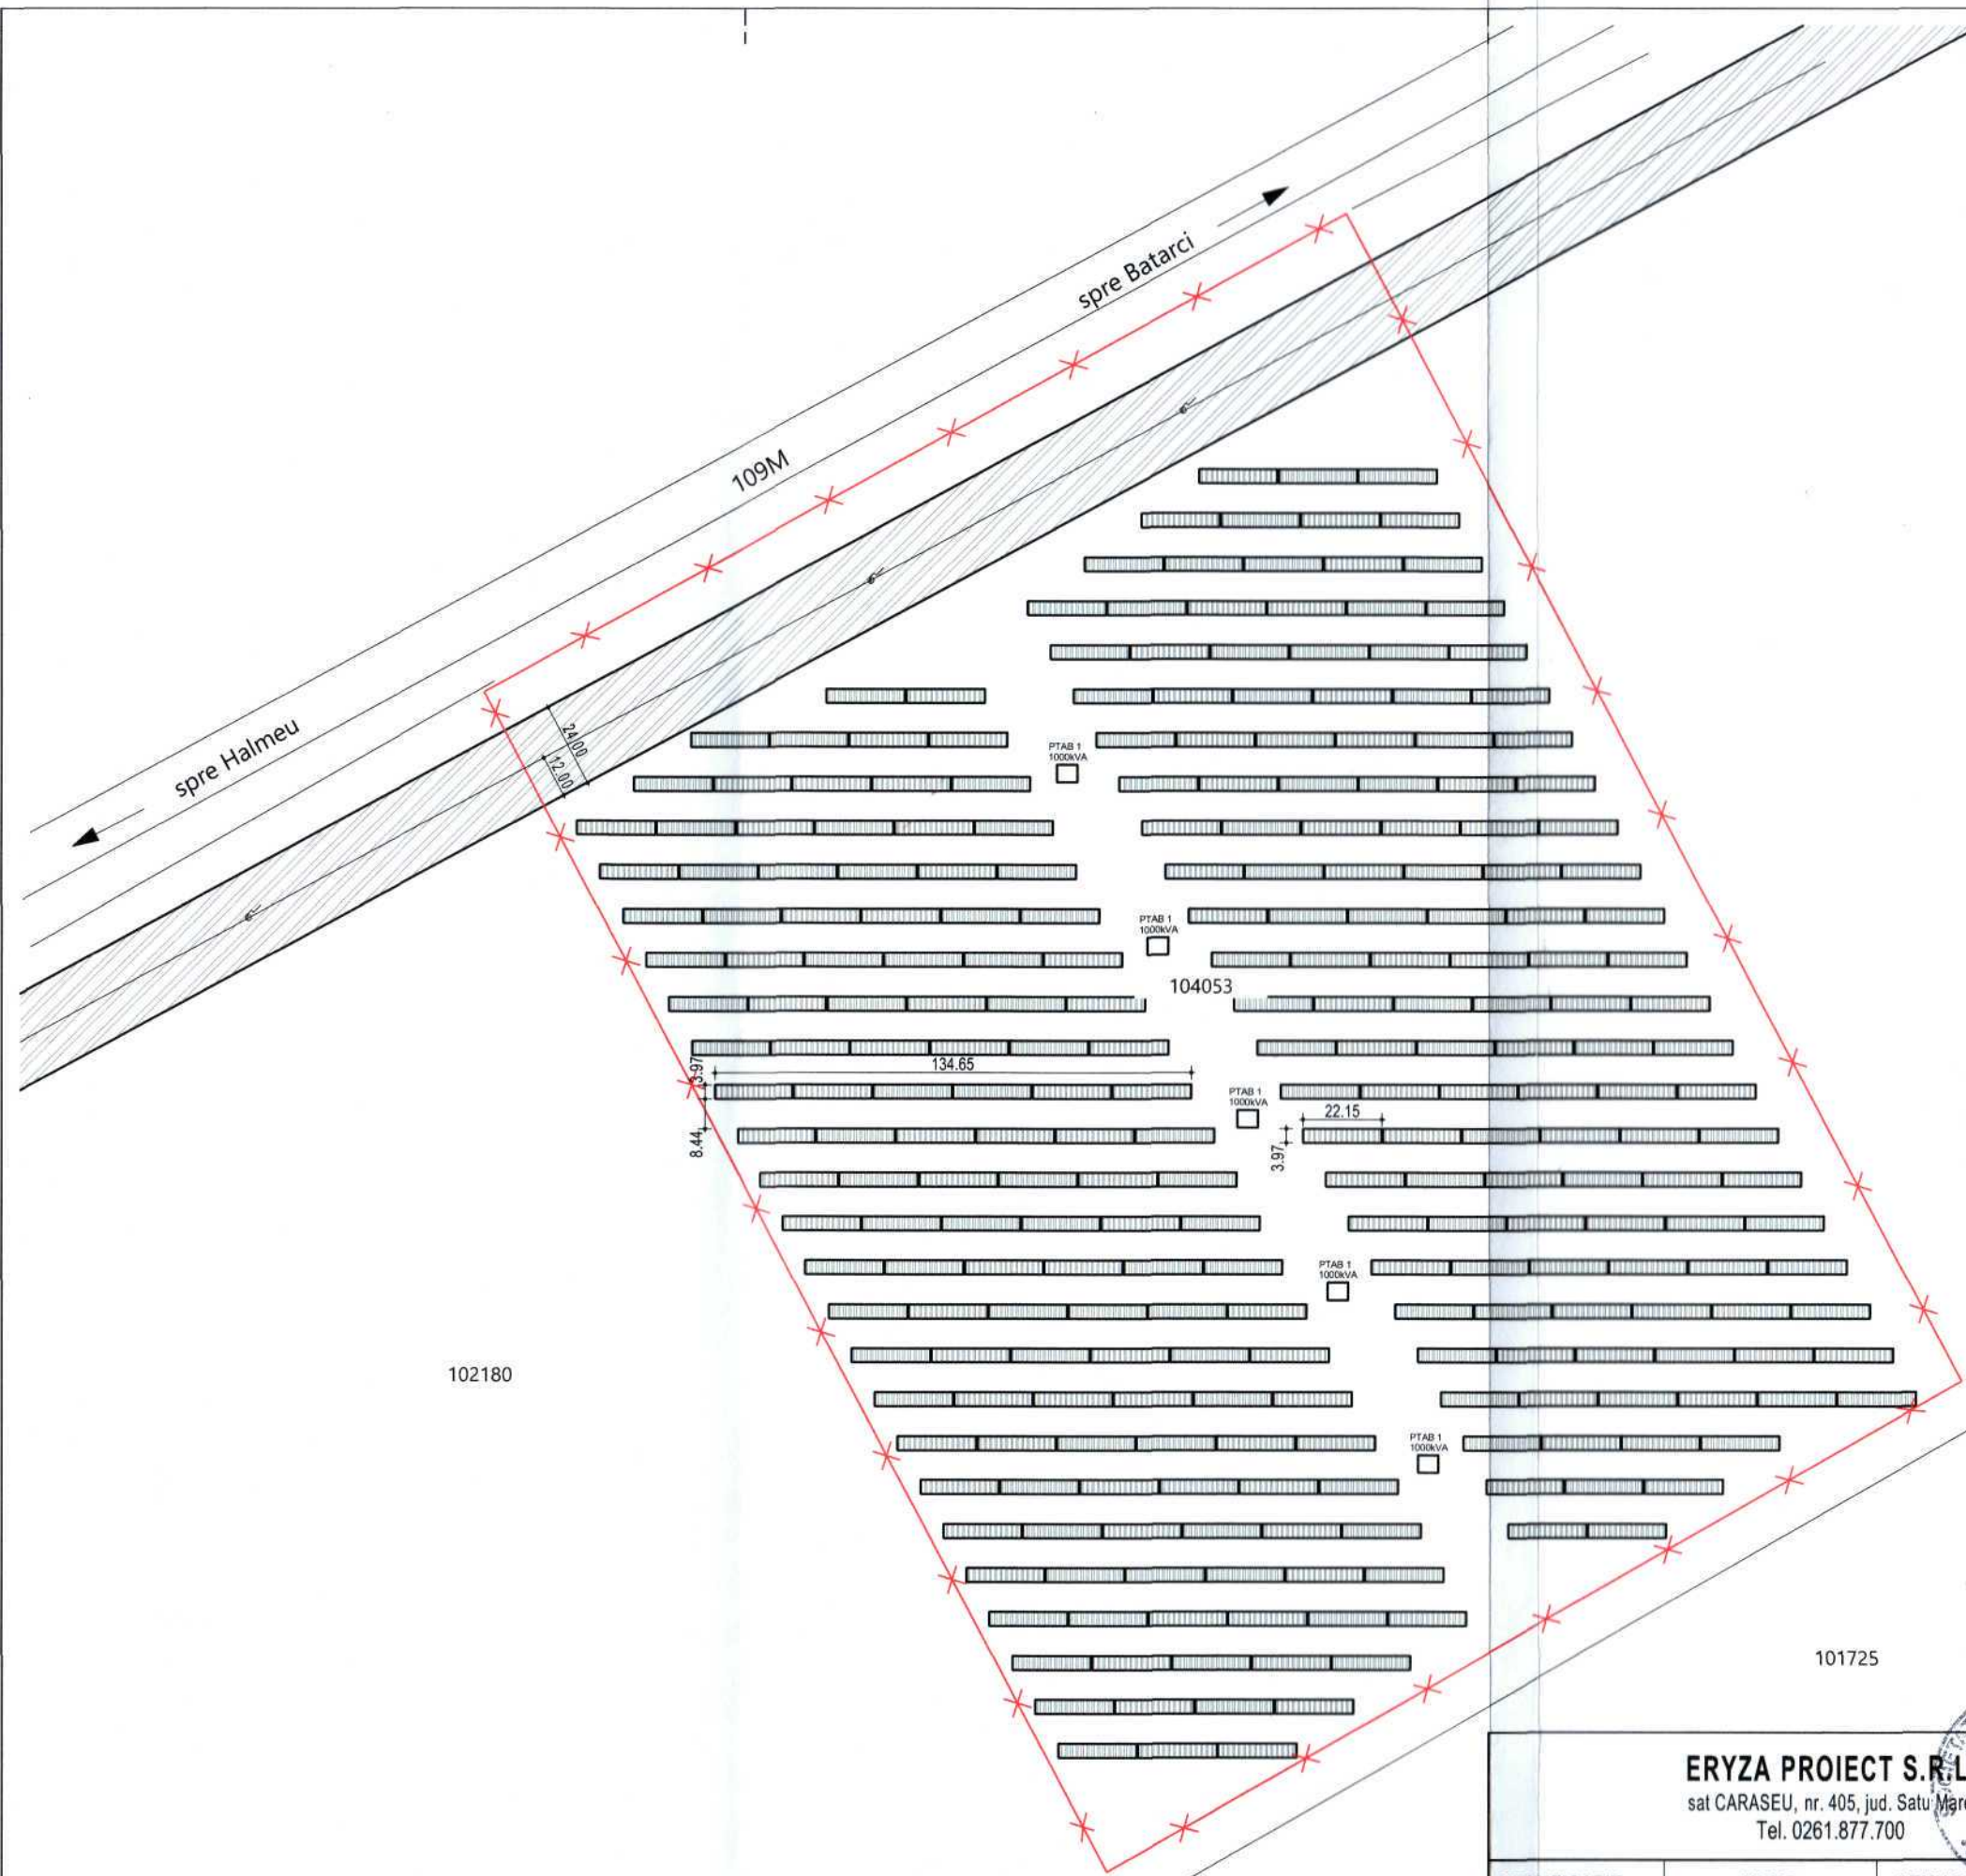 spre Batarci
109M
spre Halmeu
24.00
12.00
PTAB 1
1000kVA
PTAB 1
1000kVA
104053
134.65
3.97
8.44
PTAB 1
1000kVA
22.15
3.97
PTAB 1
1000kVA
102180
PTAB 1
1000kVA
101725
ERYZA PROIECT S.R.L
sat CARASEU, nr. 405, jud. Satu Mare
Tel. 0261.877.700